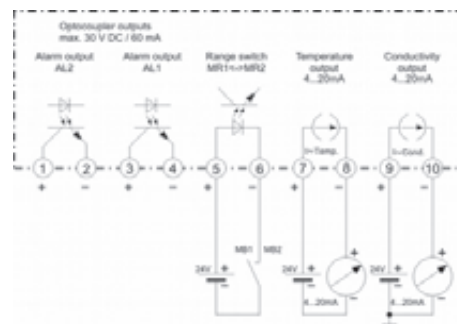 Optocoupler outputs
max. 30 V DC / 60 mA
Alarm output
AL2
Alarm output
AL1
Range switch
MR1<->MR2
Temperature
output
4...20mA
Conductivity
output
4...20mA
I~Temp.
I~Cond.
1 2 3 4 5 6 7 8 9 10
+ − + − + − + − + −
24V + −
MB1 MB2
24V + −
+ −
4...20mA
24V + −
+ −
4...20mA